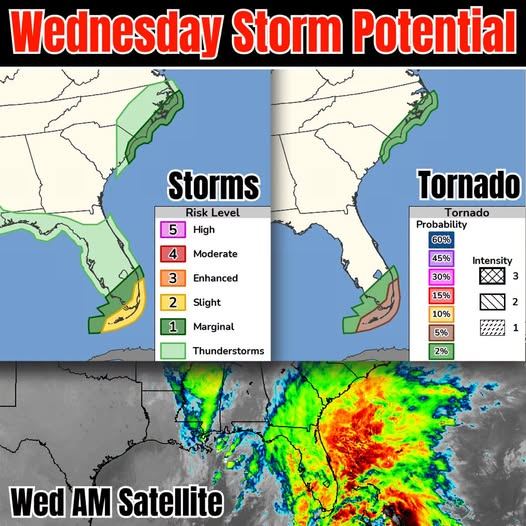 Wednesday Storm Potential
Storms
Risk Level
5 High
4 Moderate
3 Enhanced
2 Slight
1 Marginal
Thunderstorms
Tornado
Tornado
Probability
60%
45%
30%
15%
10%
5%
2%
Intensity
3
2
1
Wed AM Satellite